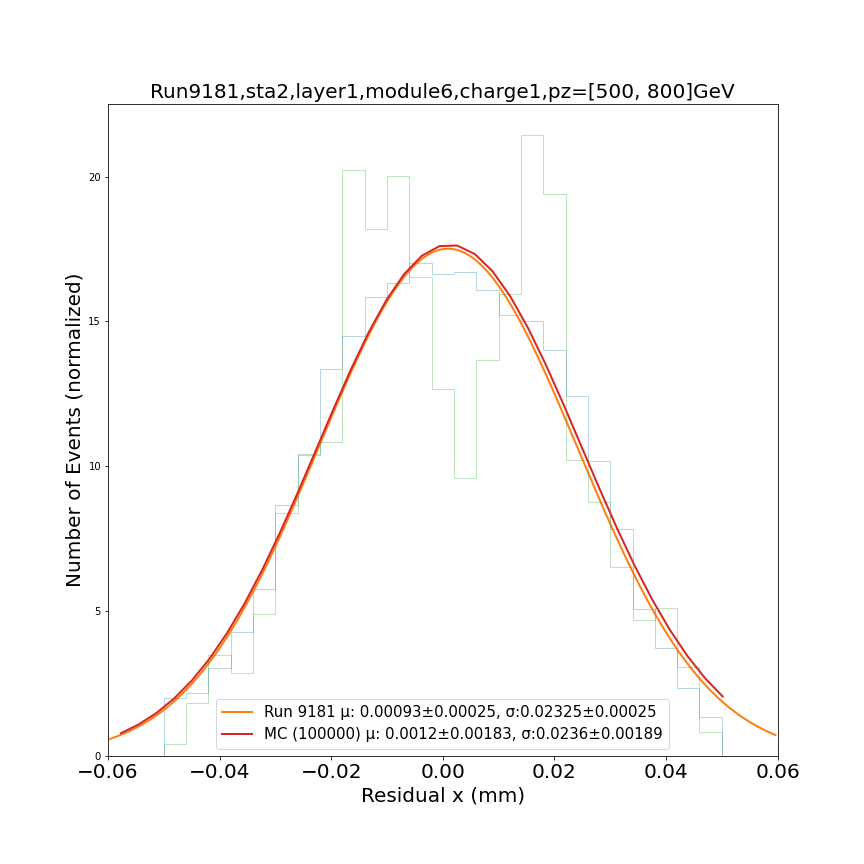 Run9181,sta2,layer1,module6,charge1,pz=[500, 800]GeV
Number of Events (normalized)
20
15
10
5
0
Run 9181 μ: 0.00093±0.00025, σ:0.02325±0.00025
MC (100000) μ: 0.0012±0.00183, σ:0.0236±0.00189
−0.06 −0.04 −0.02 0.00 0.02 0.04 0.06
Residual x (mm)